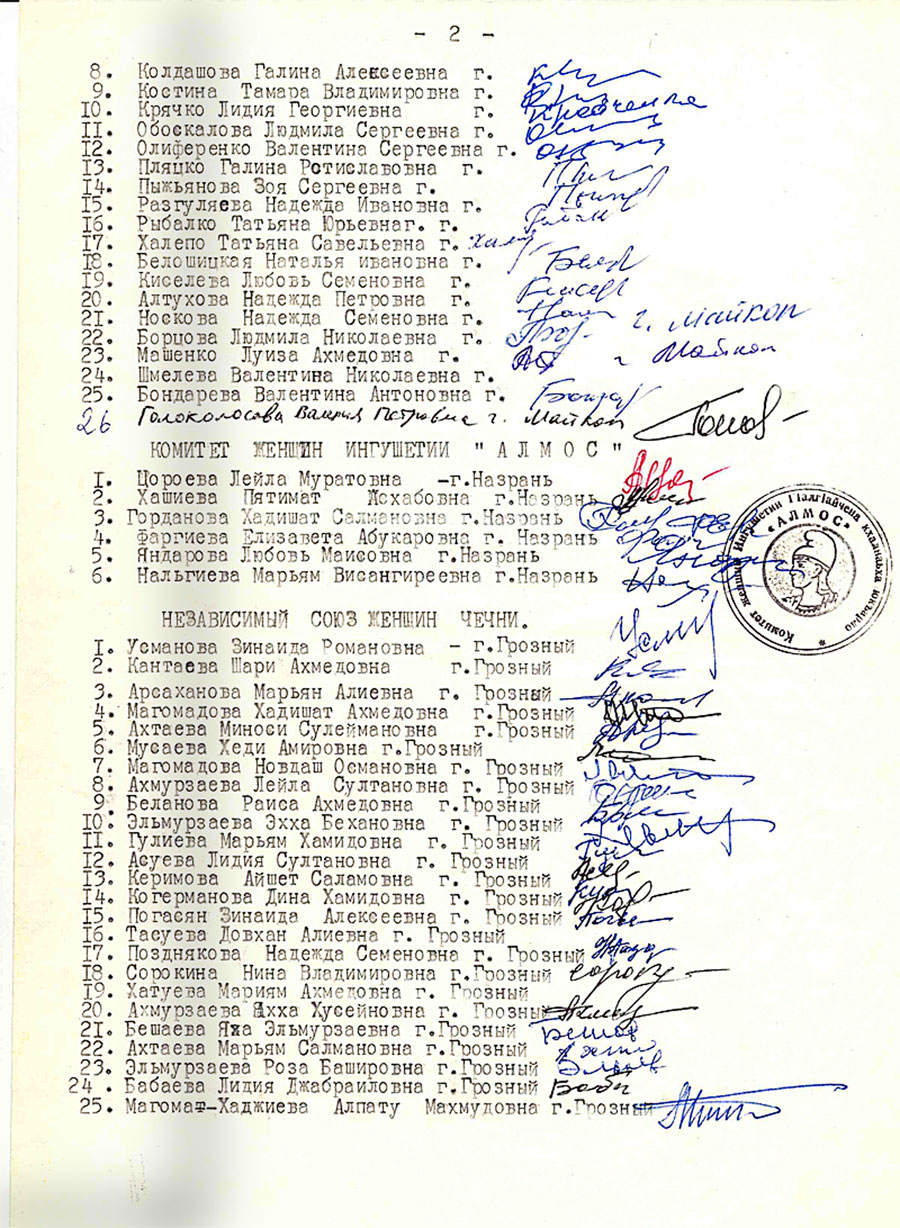 - 2 -
8. Колдашова Галина Алексеевна г.
9. Костина Тамара Владимировна г.
10. Крячко Лидия Георгиевна г.
II. Обоскалова Людмила Сергеевна г.
12. Олиференко Валентина Сергеевна г.
13. Пляцко Галина Ростиславовна г.
14. Пыжьянова Зоя Сергеевна г.
15. Разгуляева Надежда Ивановна г.
16. Рыбалко Татьяна Юрьевнаг. г.
17. Халепо Татьяна Савельевна г.
18. Белошицкая Наталья ивановна г.
19. Киселева Любовь Семеновна г.
20. Алтухова Надежда Петровна г.
21. Носкова Надежда Семеновна г. г. Майкоп
22. Борцова Людмила Николаевна г.
23. Машенко Луиза Ахмедовна г. г Майкоп
24. Шмелева Валентина Николаевна г.
25. Бондарева Валентина Антоновна г.
26 Голоколосова Валерия Петровна г. Майкоп
КОМИТЕТ ЖЕНЩИН ИНГУШЕТИИ "АЛМОС"
I. Цороева Лейла Муратовна -г.Назрань
2. Хашиева Пятимат Исхабовна г.Назрань
3. Горданова Хадишат Салмановна г.Назрань
4. Фаргиева Елизавета Абукаровна г. Назрань
5. Яндарова Любовь Маисовна г.Назрань
6. Нальгиева Марьям Висангиреевна г.Назрань
Комитет женщин Ингушетии
«АЛМОС»
НЕЗАВИСИМЫЙ СОЮЗ ЖЕНЩИН ЧЕЧНИ.
I. Усманова Зинаида Романовна - г.Грозный
2. Кантаева Шари Ахмедовна г.Грозный
3. Арсаханова Марьян Алиевна г. Грозный
4. Магомадова Хадишат Ахмедовна г.Грозный
5. Ахтаева Миноси Сулеймановна г.Грозный
6. Мусаева Хеди Амировна г.Грозный
7. Магомадова Новдаш Османовна г. Грозный
8. Ахмурзаева Лейла Султановна г. Грозный
9. Беланова Раиса Ахмедовна г.Грозный
10. Эльмурзаева Экха Бехановна г. Грозный
II. Гулиева Марьям Хамидовна г. Грозный
12. Асуева Лидия Султановна г. Грозный
13. Керимова Айшет Саламовна г. Грозный
14. Когерманова Дина Хамидовна г. Грозный
15. Погасян Зинаида Алексеевна г. Грозный
16. Тасуева Довхан Алиевна г. Грозный
17. Позднякова Надежда Семеновна г. Грозный
18. Сорокина Нина Владимировна г.Грозный
19. Хатуева Мариям Ахмедовна г. Грозный
20. Ахмурзаева Яхха Хусейновна г. Грозный
21. Бешаева Яха Эльмурзаевна г.Грозный
22. Ахтаева Марьям Салмановна г.Грозный
23. Эльмурзаева Роза Башировна г.Грозный
24. Бабаева Лидия Джабраиловна г.Грозный
25. Магомат-Хаджиева Алпату Махмудовна г.Грозный